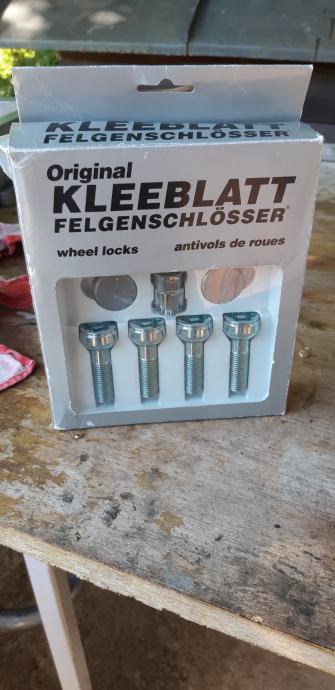 KLEEBLATT
FELGENSCHLÖSSER
Original
KLEEBLATT
FELGENSCHLÖSSER®
wheel locks antivols de roues